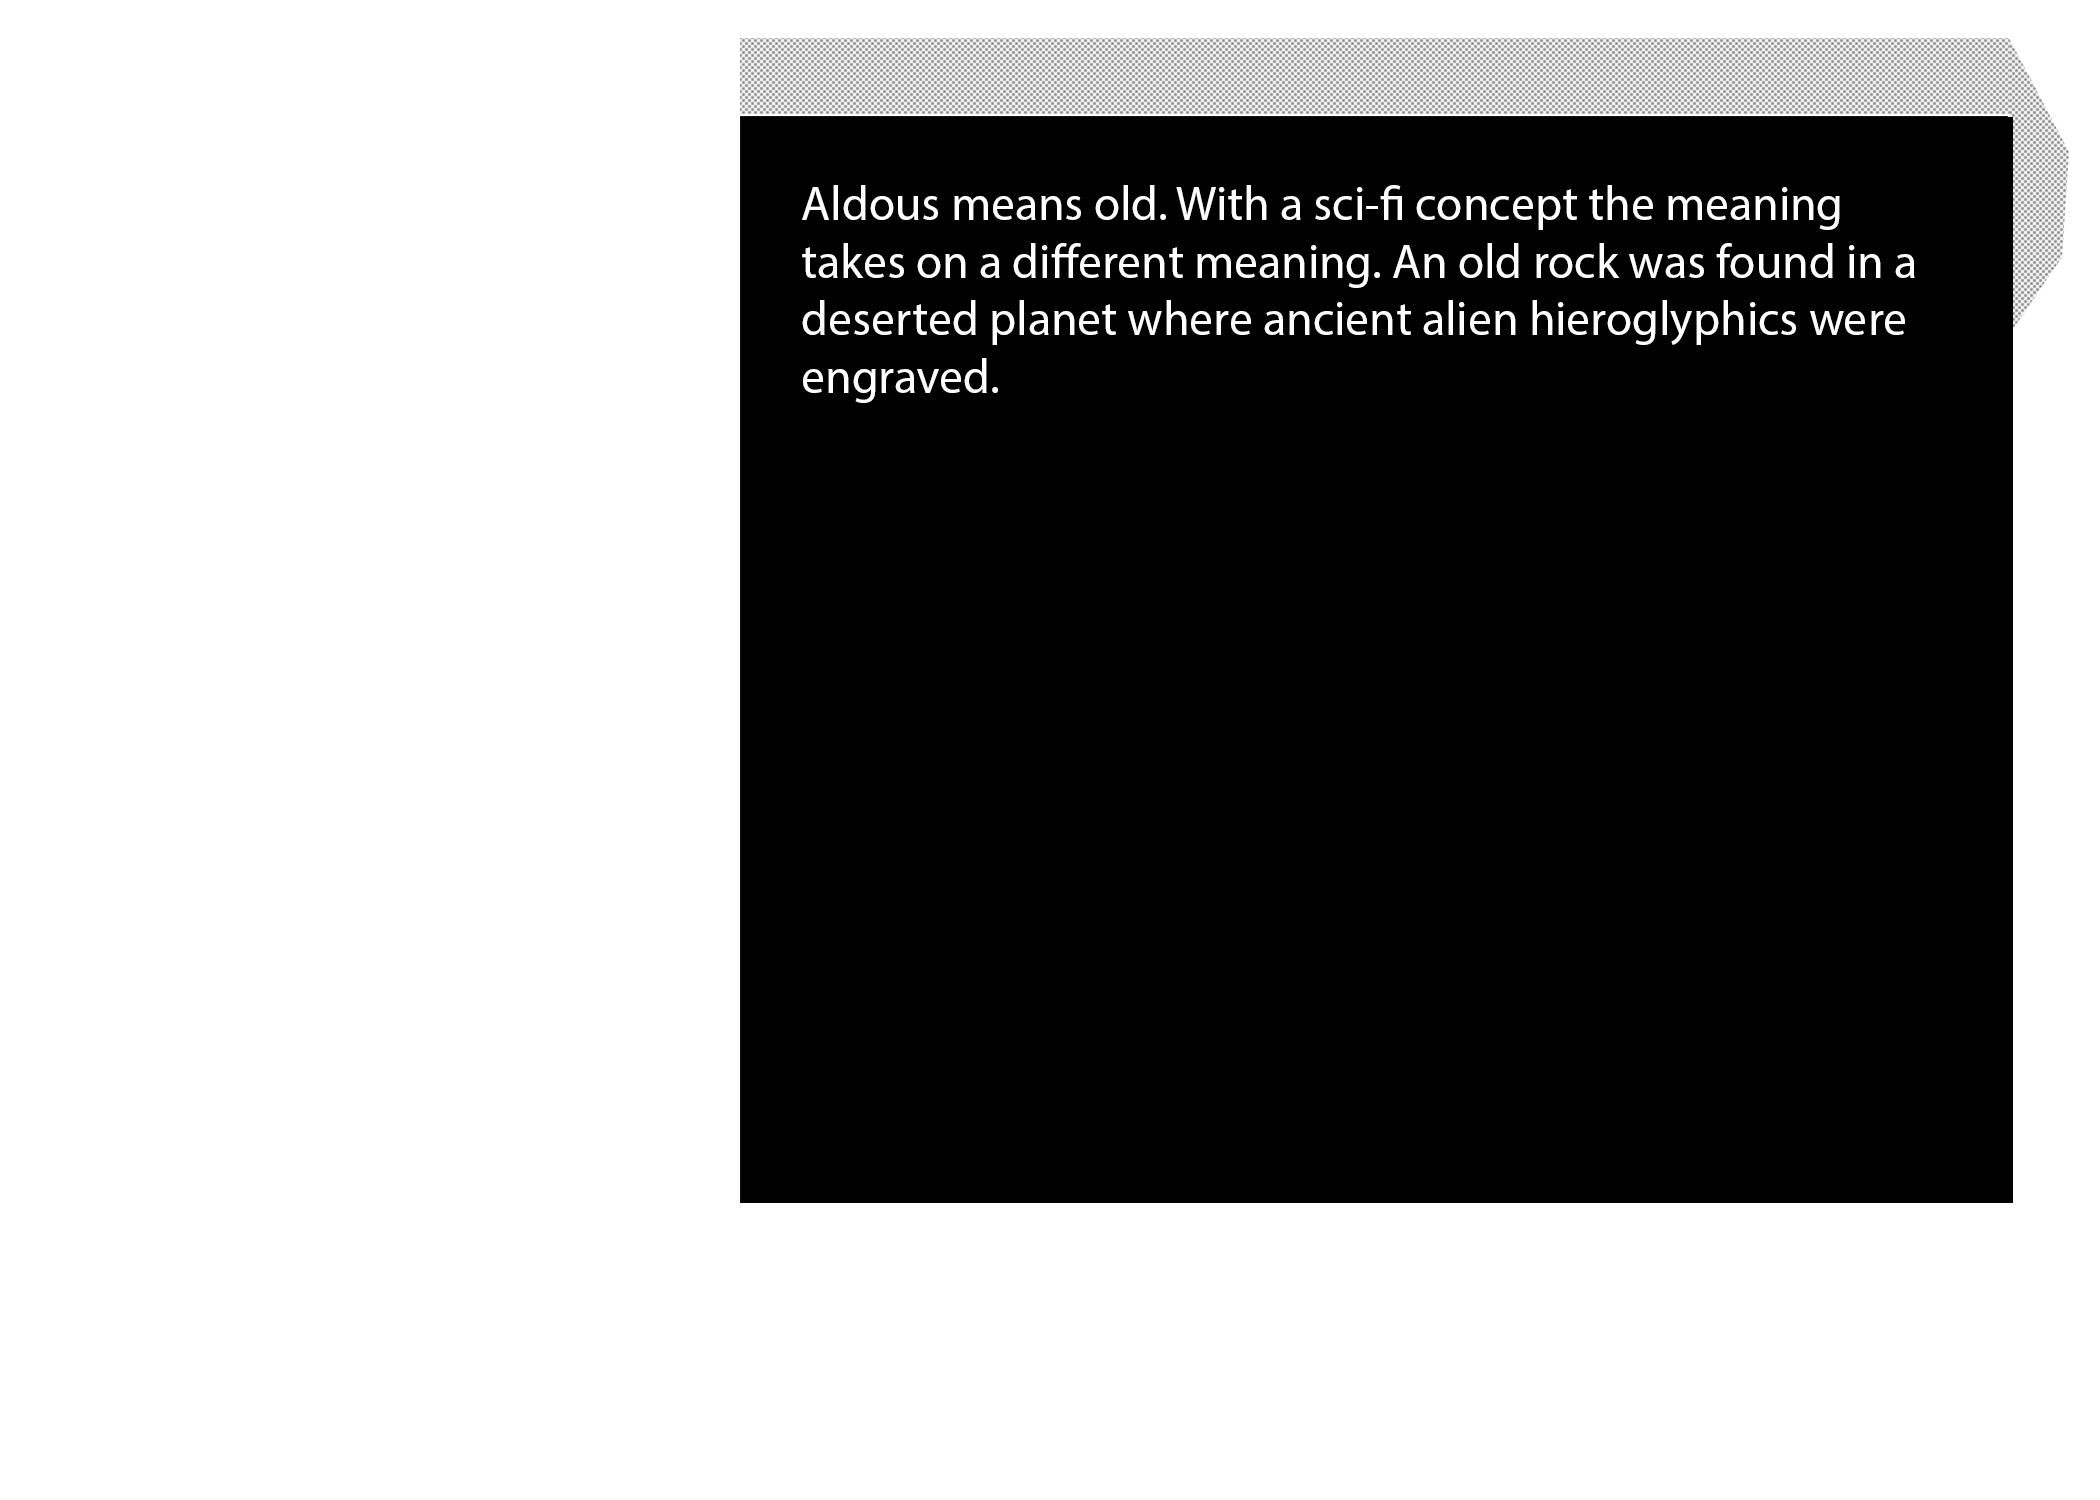 Aldous means old. With a sci-fi concept the meaning
takes on a different meaning. An old rock was found in a
deserted planet where ancient alien hieroglyphics were
engraved.